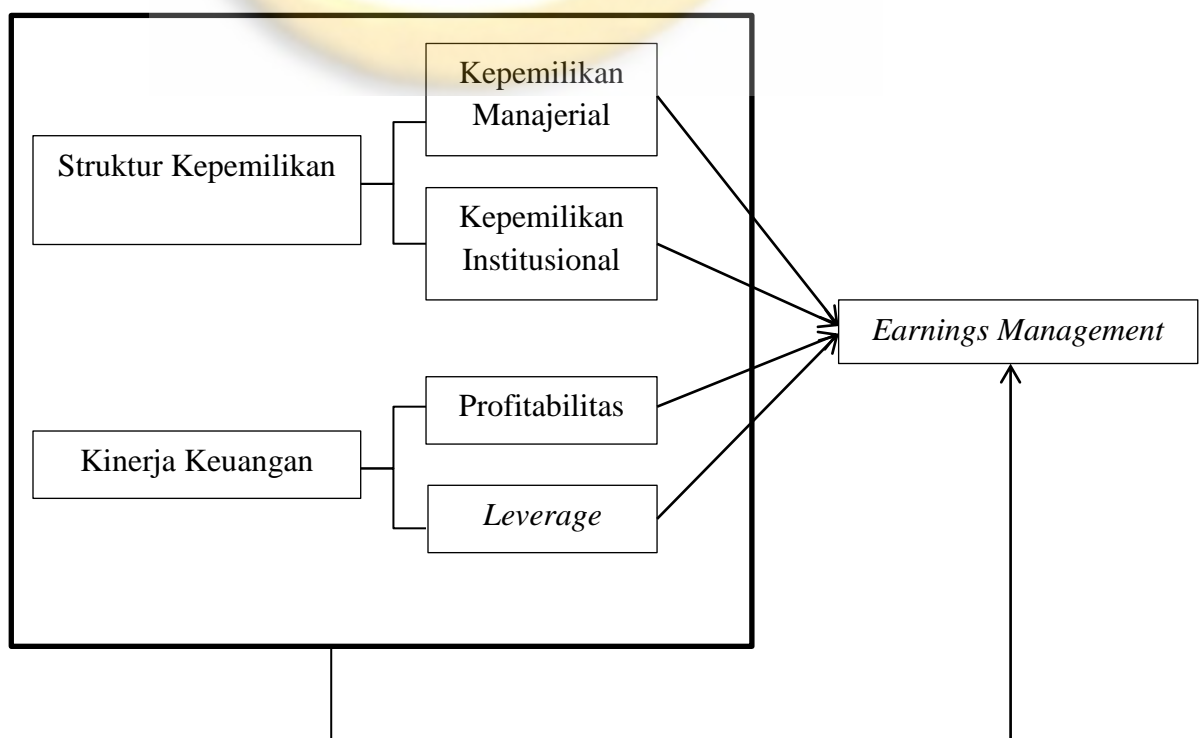 Kepemilikan
Manajerial
Struktur Kepemilikan
Kepemilikan
Institusional
Earnings Management
Profitabilitas
Kinerja Keuangan
Leverage